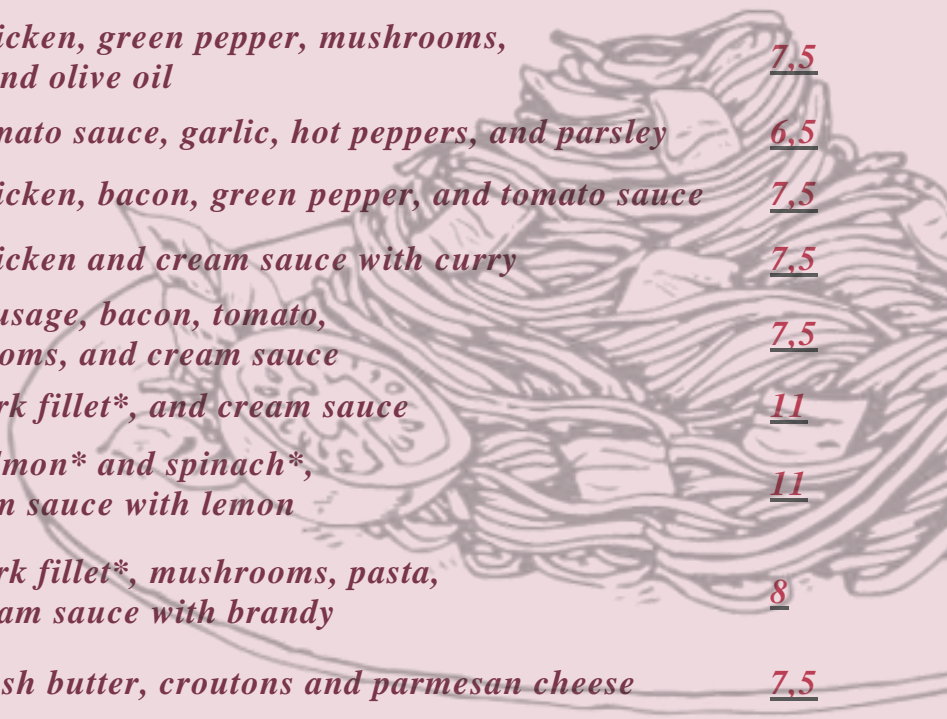 icken, green pepper, mushrooms,
nd olive oil 7,5
mato sauce, garlic, hot peppers, and parsley 6,5
icken, bacon, green pepper, and tomato sauce 7,5
icken and cream sauce with curry 7,5
usage, bacon, tomato,
ooms, and cream sauce 7,5
rk fillet*, and cream sauce 11
lmon* and spinach*,
m sauce with lemon 11
rk fillet*, mushrooms, pasta,
am sauce with brandy 8
sh butter, croutons and parmesan cheese 7,5